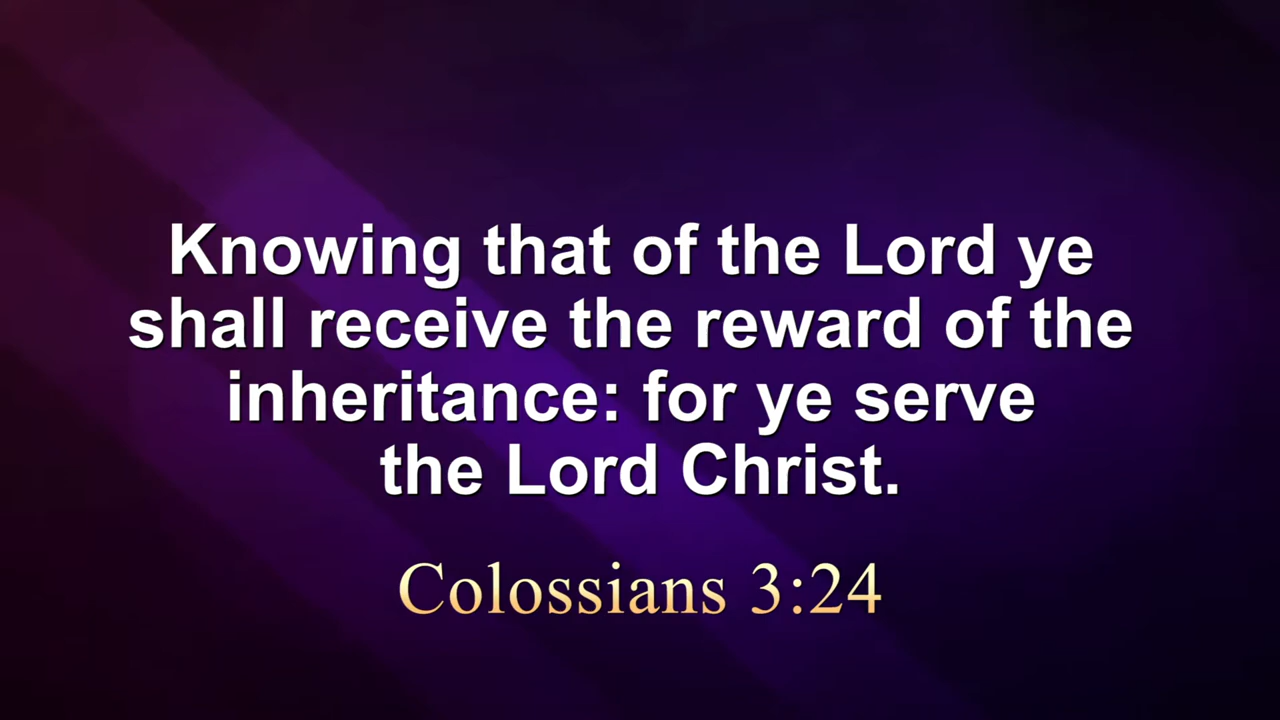 Knowing that of the Lord ye
shall receive the reward of the
inheritance: for ye serve
the Lord Christ.
Colossians 3:24